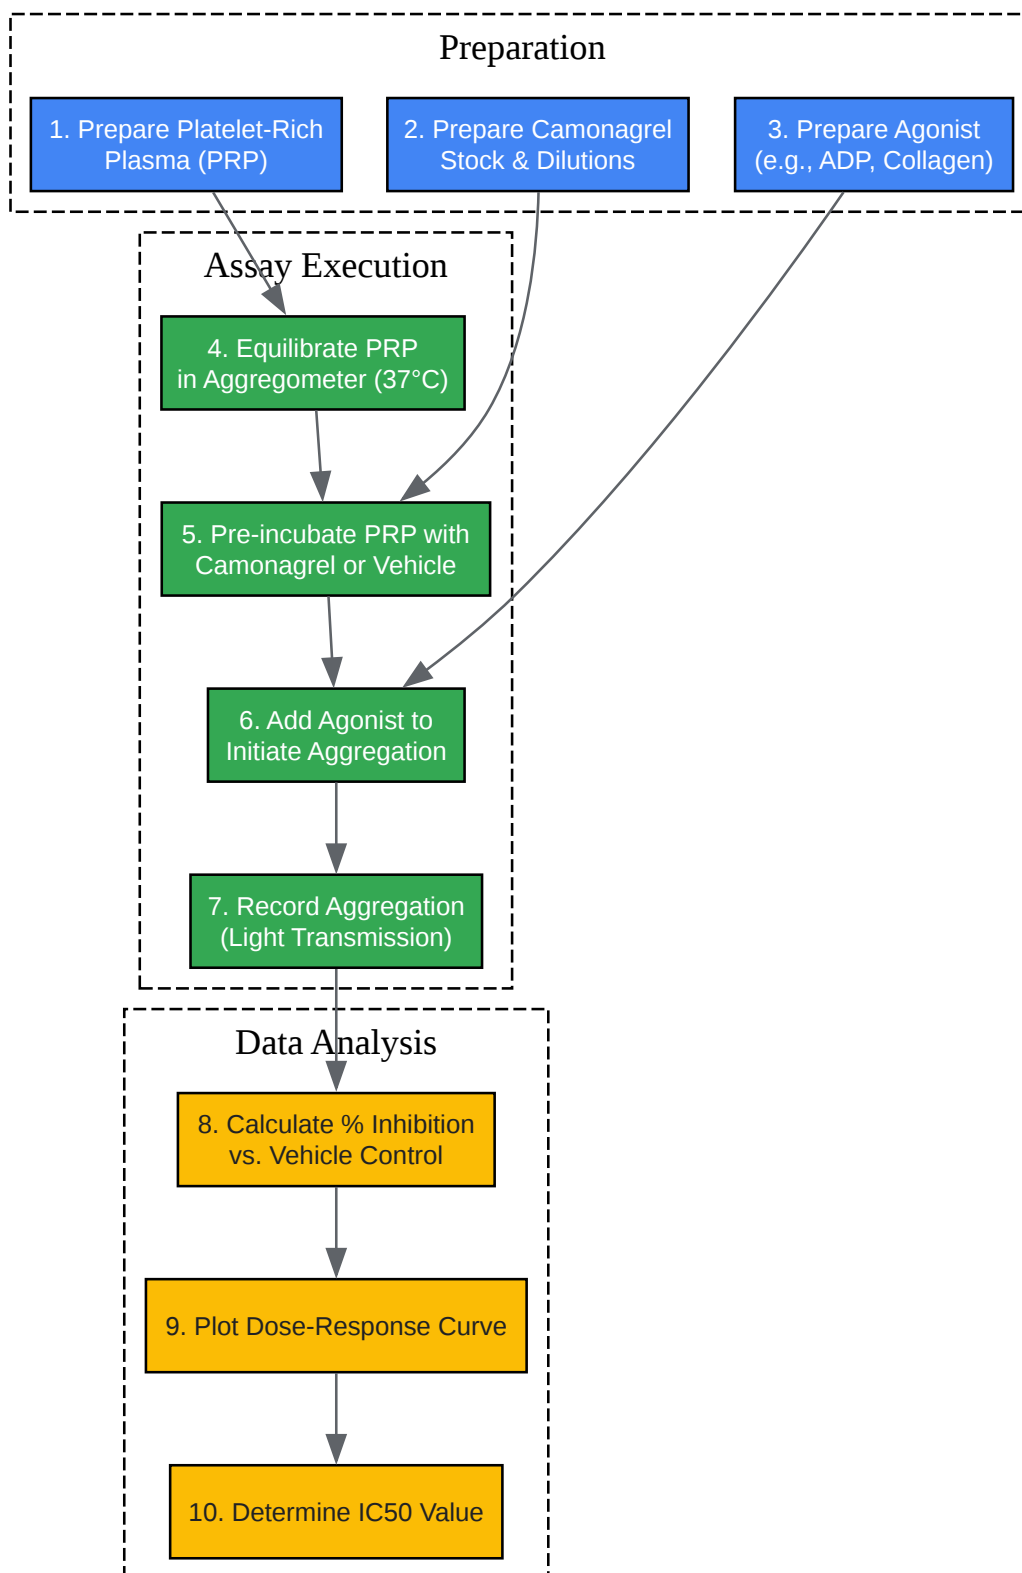 Preparation
1. Prepare Platelet-Rich
Plasma (PRP)
2. Prepare Camonagrel
Stock & Dilutions
3. Prepare Agonist
(e.g., ADP, Collagen)
Assay Execution
4. Equilibrate PRP
in Aggregometer (37°C)
5. Pre-incubate PRP with
Camonagrel or Vehicle
6. Add Agonist to
Initiate Aggregation
7. Record Aggregation
(Light Transmission)
Data Analysis
8. Calculate % Inhibition
vs. Vehicle Control
9. Plot Dose-Response Curve
10. Determine IC50 Value